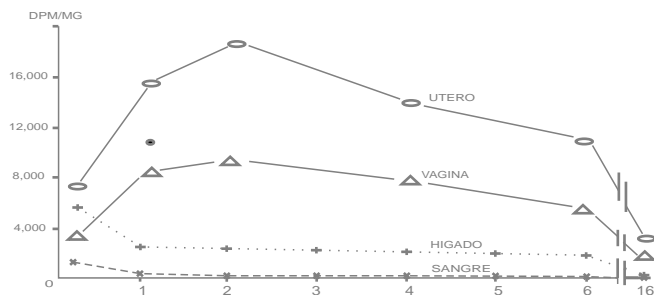 DPM/MG
16,000
12,000
8,000
4,000
0
UTERO
VAGINA
HIGADO
SANGRE
1 2 3 4 5 6 16